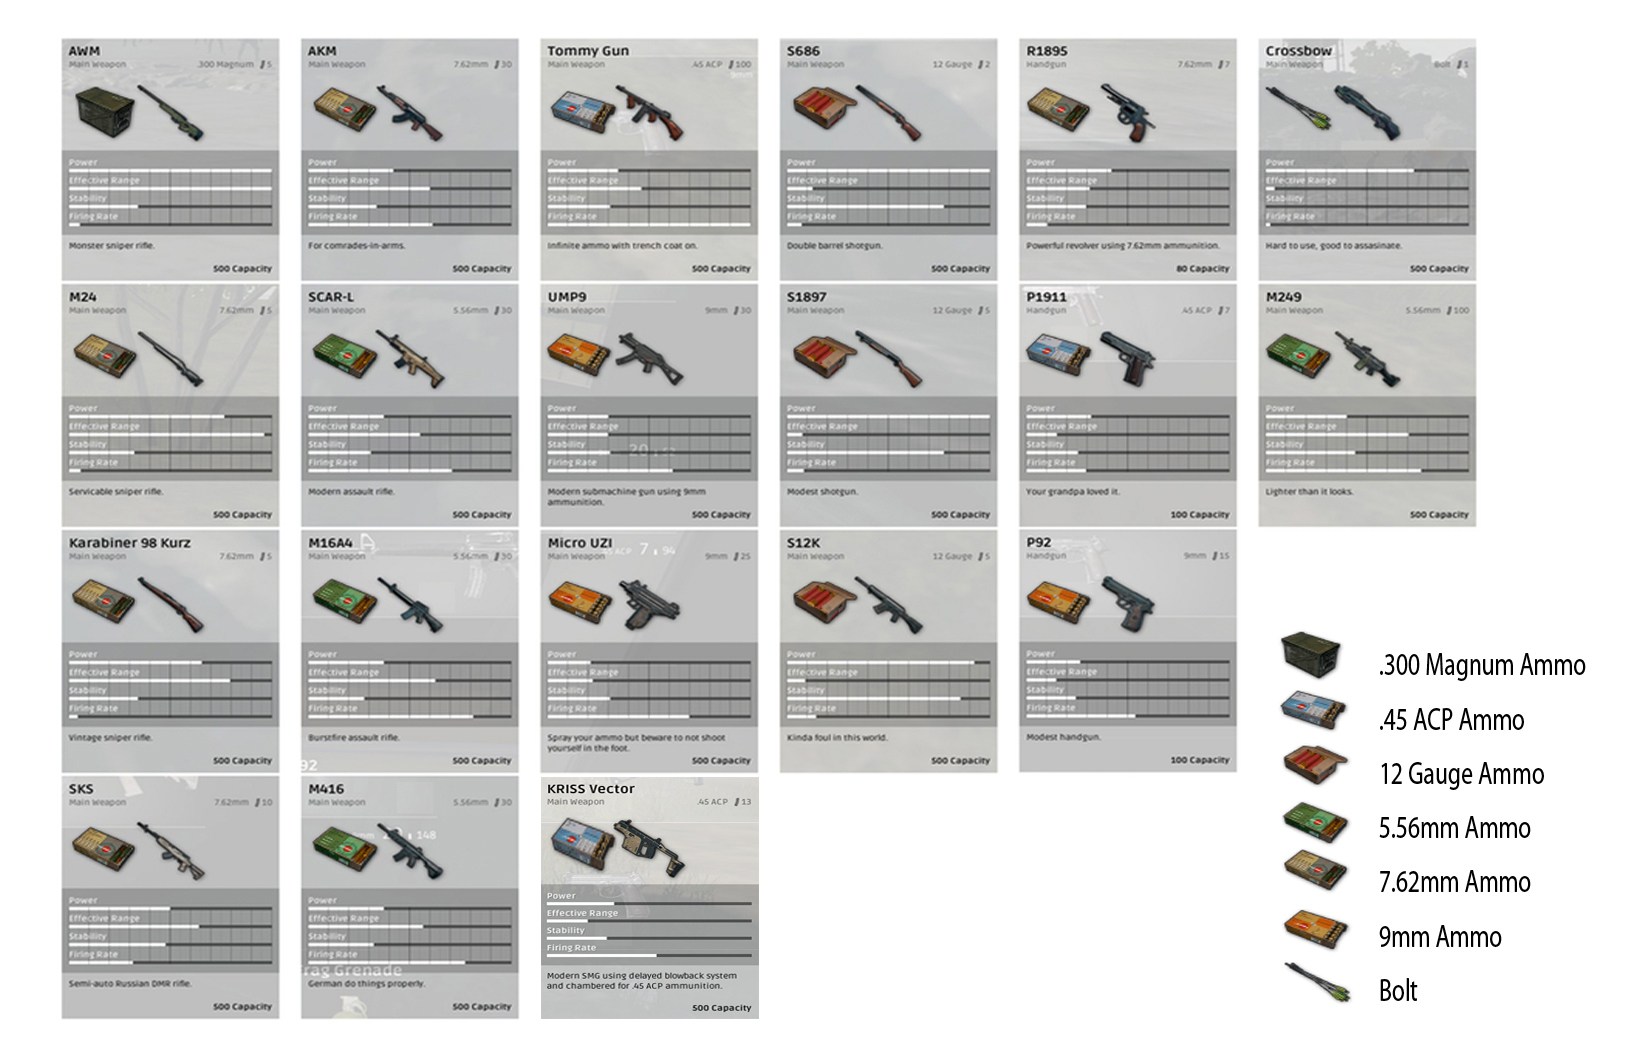 AWM
Main Weapon .300 Magnum 5
Power
Effective Range
Stability
Firing Rate
Monster sniper rifle.
500 Capacity
AKM
Main Weapon 7.62mm 30
Power
Effective Range
Stability
Firing Rate
For comrades-in-arms.
500 Capacity
Tommy Gun
Main Weapon .45 ACP 100
9mm
Power
Effective Range
Stability
Firing Rate
Infinite ammo with trench coat on.
500 Capacity
S686
Main Weapon 12 Gauge 2
Power
Effective Range
Stability
Firing Rate
Double barrel shotgun.
500 Capacity
R1895
Handgun 7.62mm 7
Power
Effective Range
Stability
Firing Rate
Powerful revolver using 7.62mm ammunition.
80 Capacity
Crossbow
Main Weapon Bolt 1
Power
Effective Range
Stability
Firing Rate
Hard to use, good to assasinate.
500 Capacity
M24
Main Weapon 7.62mm 5
Power
Effective Range
Stability
Firing Rate
Servicable sniper rifle.
500 Capacity
SCAR-L
Main Weapon 5.56mm 30
Power
Effective Range
Stability
Firing Rate
Modern assault rifle.
500 Capacity
UMP9
Main Weapon 9mm 30
Power
Effective Range
Stability
Firing Rate
20
Modern submachine gun using 9mm
ammunition.
500 Capacity
S1897
Main Weapon 12 Gauge 5
Power
Effective Range
Stability
Firing Rate
Modest shotgun.
500 Capacity
P1911
Handgun .45 ACP 7
Power
Effective Range
Stability
Firing Rate
Your grandpa loved it.
100 Capacity
M249
Main Weapon 5.56mm 100
Power
Effective Range
Stability
Firing Rate
Lighter than it looks.
500 Capacity
Karabiner 98 Kurz
Main Weapon 7.62mm 5
Power
Effective Range
Stability
Firing Rate
Vintage sniper rifle.
500 Capacity
M16A4
Main Weapon 5.56mm 30
Power
Effective Range
Stability
Firing Rate
Burstfire assault rifle.
500 Capacity
92
Micro UZI
ACP 7 94
Main Weapon 9mm 25
Power
Effective Range
Stability
Firing Rate
Spray your ammo but beware to not shoot
yourself in the foot.
500 Capacity
S12K
Main Weapon 12 Gauge 5
Power
Effective Range
Stability
Firing Rate
Kinda foul in this world.
500 Capacity
P92
Handgun 9mm 15
Power
Effective Range
Stability
Firing Rate
Modest handgun.
100 Capacity
SKS
Main Weapon 7.62mm 10
Power
Effective Range
Stability
Firing Rate
Semi-auto Russian DMR rifle.
500 Capacity
M416
Main Weapon 5.56mm 30
148
Power
Effective Range
Stability
Firing Rate
rag Grenade
German do things properly.
500 Capacity
KRISS Vector
Main Weapon .45 ACP 13
Power
Effective Range
Stability
Firing Rate
Modern SMG using delayed blowback system
and chambered for .45 ACP ammunition.
500 Capacity
.300 Magnum Ammo
.45 ACP Ammo
12 Gauge Ammo
5.56mm Ammo
7.62mm Ammo
9mm Ammo
Bolt